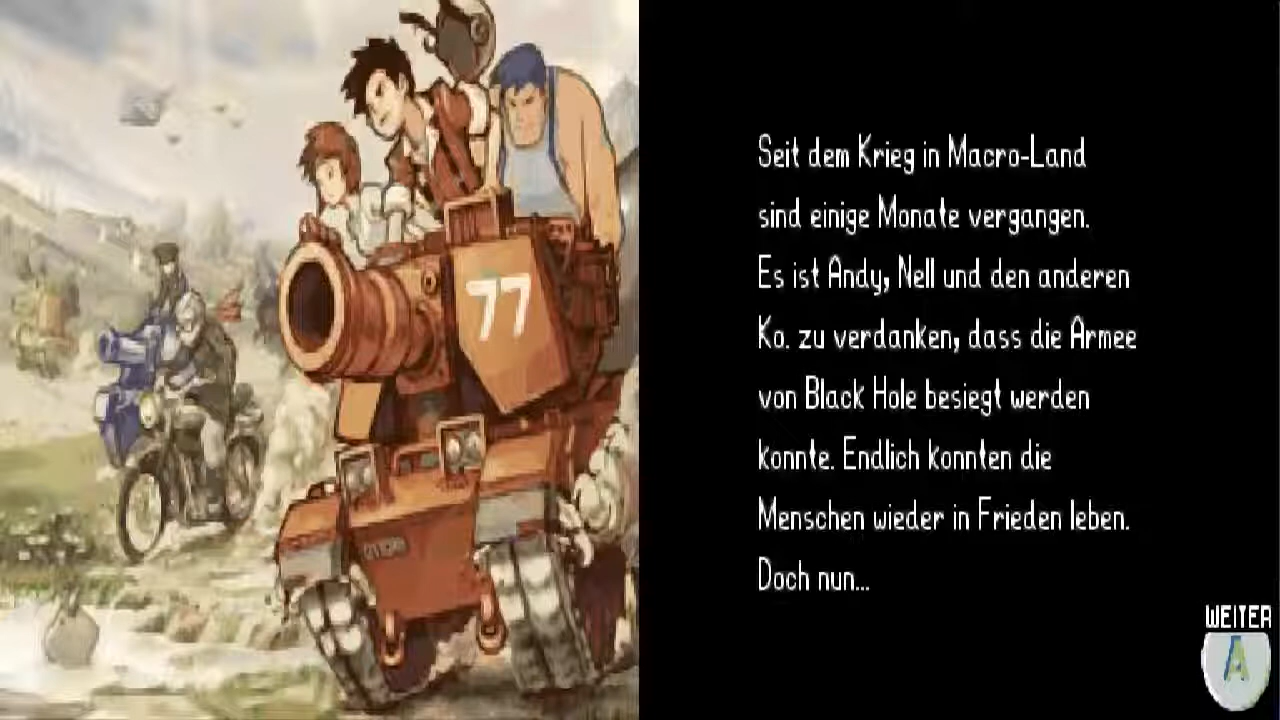 77
Seit dem Krieg in Macro-Land
sind einige Monate vergangen.
Es ist Andy, Nell und den anderen
Ko. zu verdanken, dass die Armee
von Black Hole besiegt werden
konnte. Endlich konnten die
Menschen wieder in Frieden leben.
Doch nun...
WEITER
A